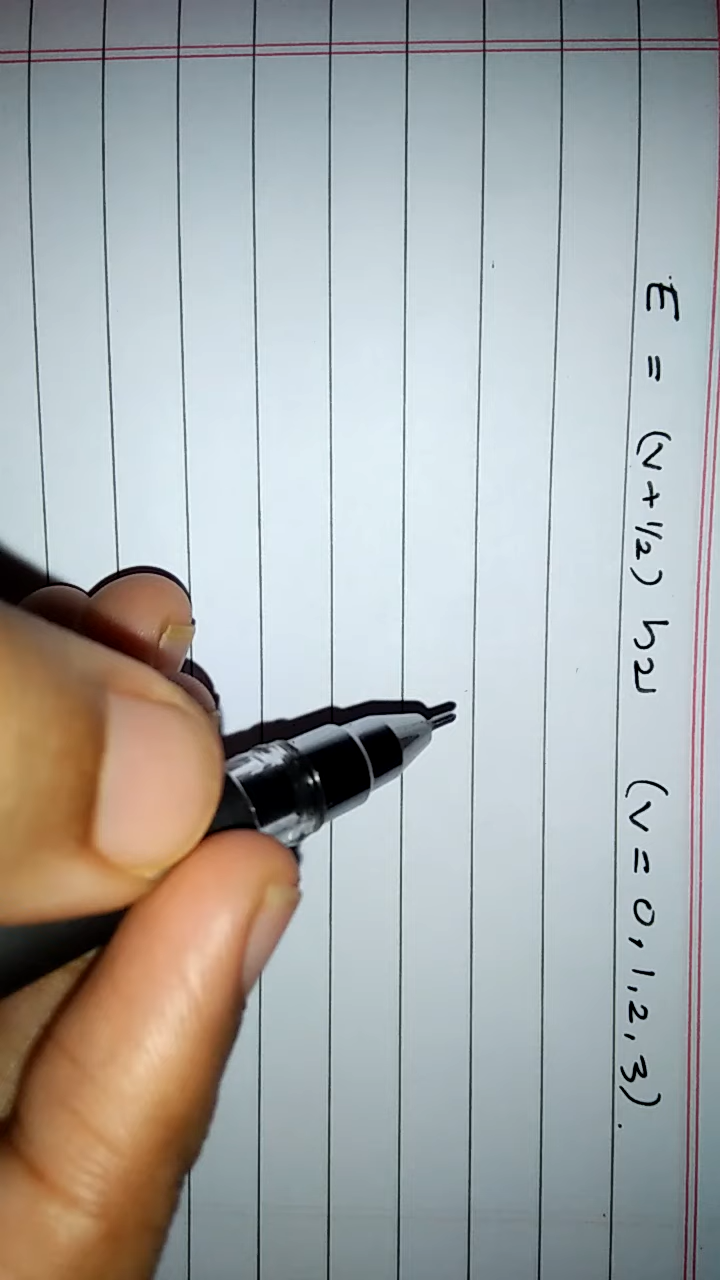 E = (v + 1/2) hν (v = 0, 1, 2, 3).